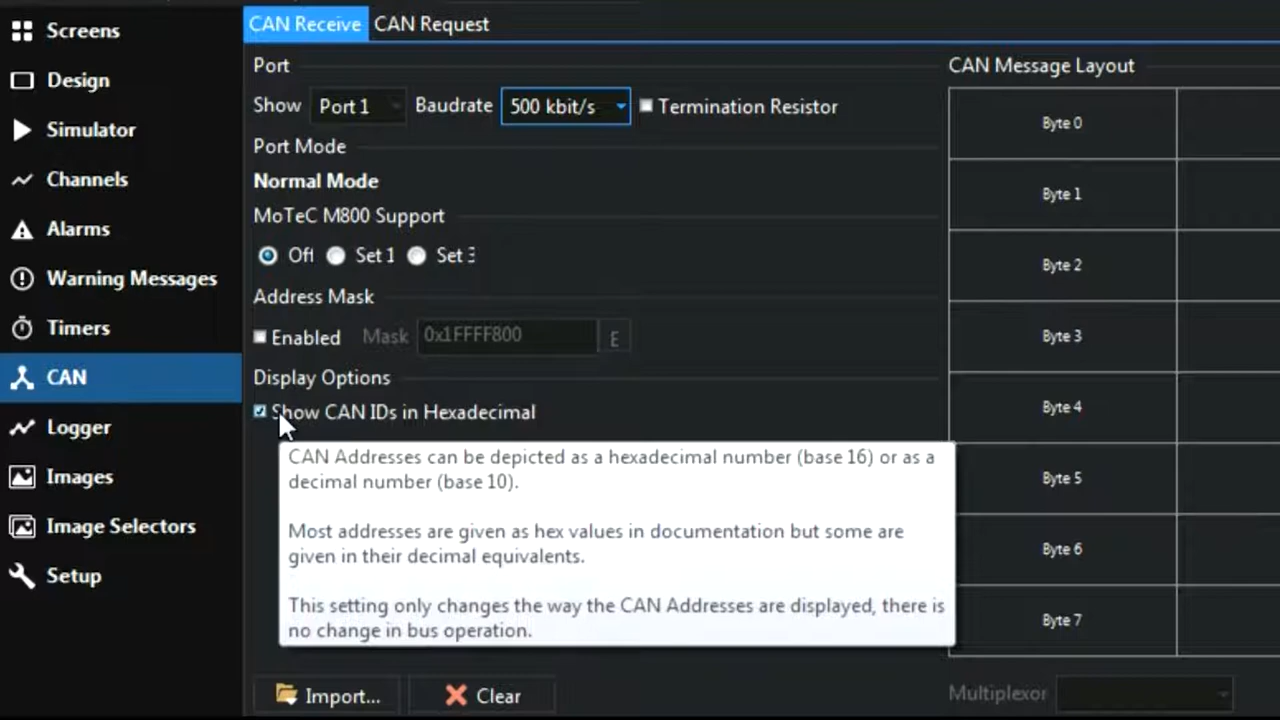 Screens
Design
Simulator
Channels
Alarms
Warning Messages
Timers
CAN
Logger
Images
Image Selectors
Setup
CAN Receive CAN Request
Port
Show Port 1 Baudrate 500 kbit/s Termination Resistor
Port Mode
Normal Mode
MoTeC M800 Support
Off Set 1 Set 3
Address Mask
Enabled Mask 0x1FFFF800 E
Display Options
Show CAN IDs in Hexadecimal
CAN Addresses can be depicted as a hexadecimal number (base 16) or as a
decimal number (base 10).
Most addresses are given as hex values in documentation but some are
given in their decimal equivalents.
This setting only changes the way the CAN Addresses are displayed, there is
no change in bus operation.
Import... Clear
CAN Message Layout
Byte 0
Byte 1
Byte 2
Byte 3
Byte 4
Byte 5
Byte 6
Byte 7
Multiplexor